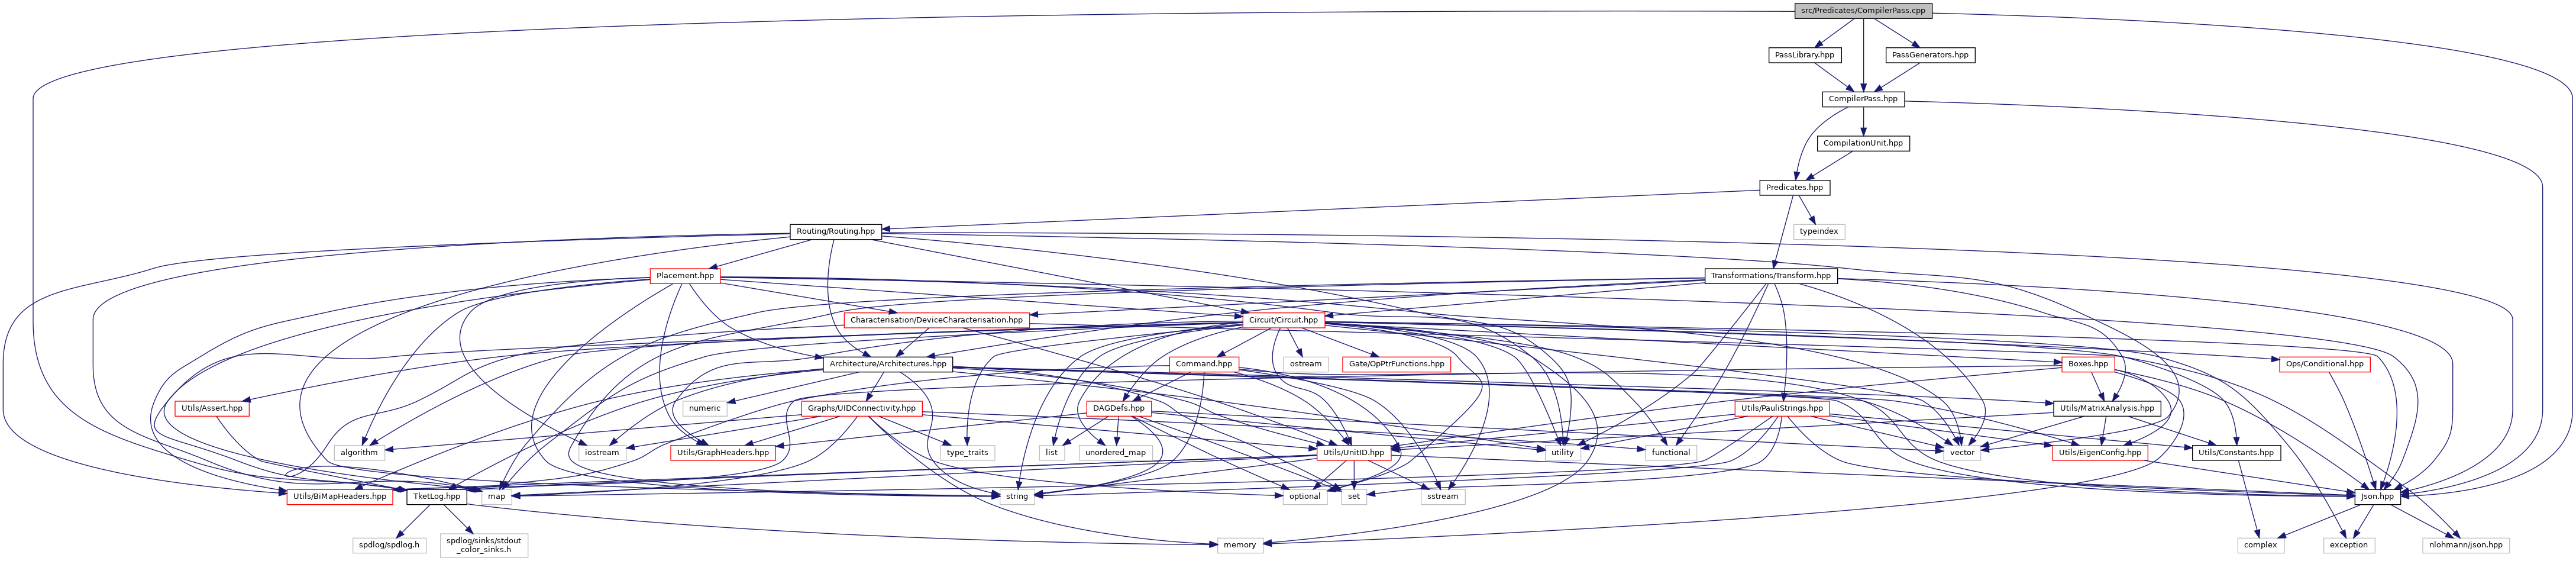 src/Predicates/CompilerPass.cpp
PassLibrary.hpp
PassGenerators.hpp
CompilerPass.hpp
CompilationUnit.hpp
Predicates.hpp
Routing/Routing.hpp
typeindex
Placement.hpp
Transformations/Transform.hpp
Characterisation/DeviceCharacterisation.hpp
Circuit/Circuit.hpp
Architecture/Architectures.hpp
Command.hpp
ostream
Gate/OpPtrFunctions.hpp
Boxes.hpp
Ops/Conditional.hpp
Utils/Assert.hpp
numeric
Graphs/UIDConnectivity.hpp
DAGDefs.hpp
Utils/PauliStrings.hpp
Utils/MatrixAnalysis.hpp
algorithm
iostream
Utils/GraphHeaders.hpp
type_traits
list
unordered_map
Utils/UnitID.hpp
utility
functional
vector
Utils/EigenConfig.hpp
Utils/Constants.hpp
Utils/BiMapHeaders.hpp
TketLog.hpp
map
string
optional
set
sstream
Json.hpp
spdlog/spdlog.h
spdlog/sinks/stdout
_color_sinks.h
memory
complex
exception
nlohmann/json.hpp